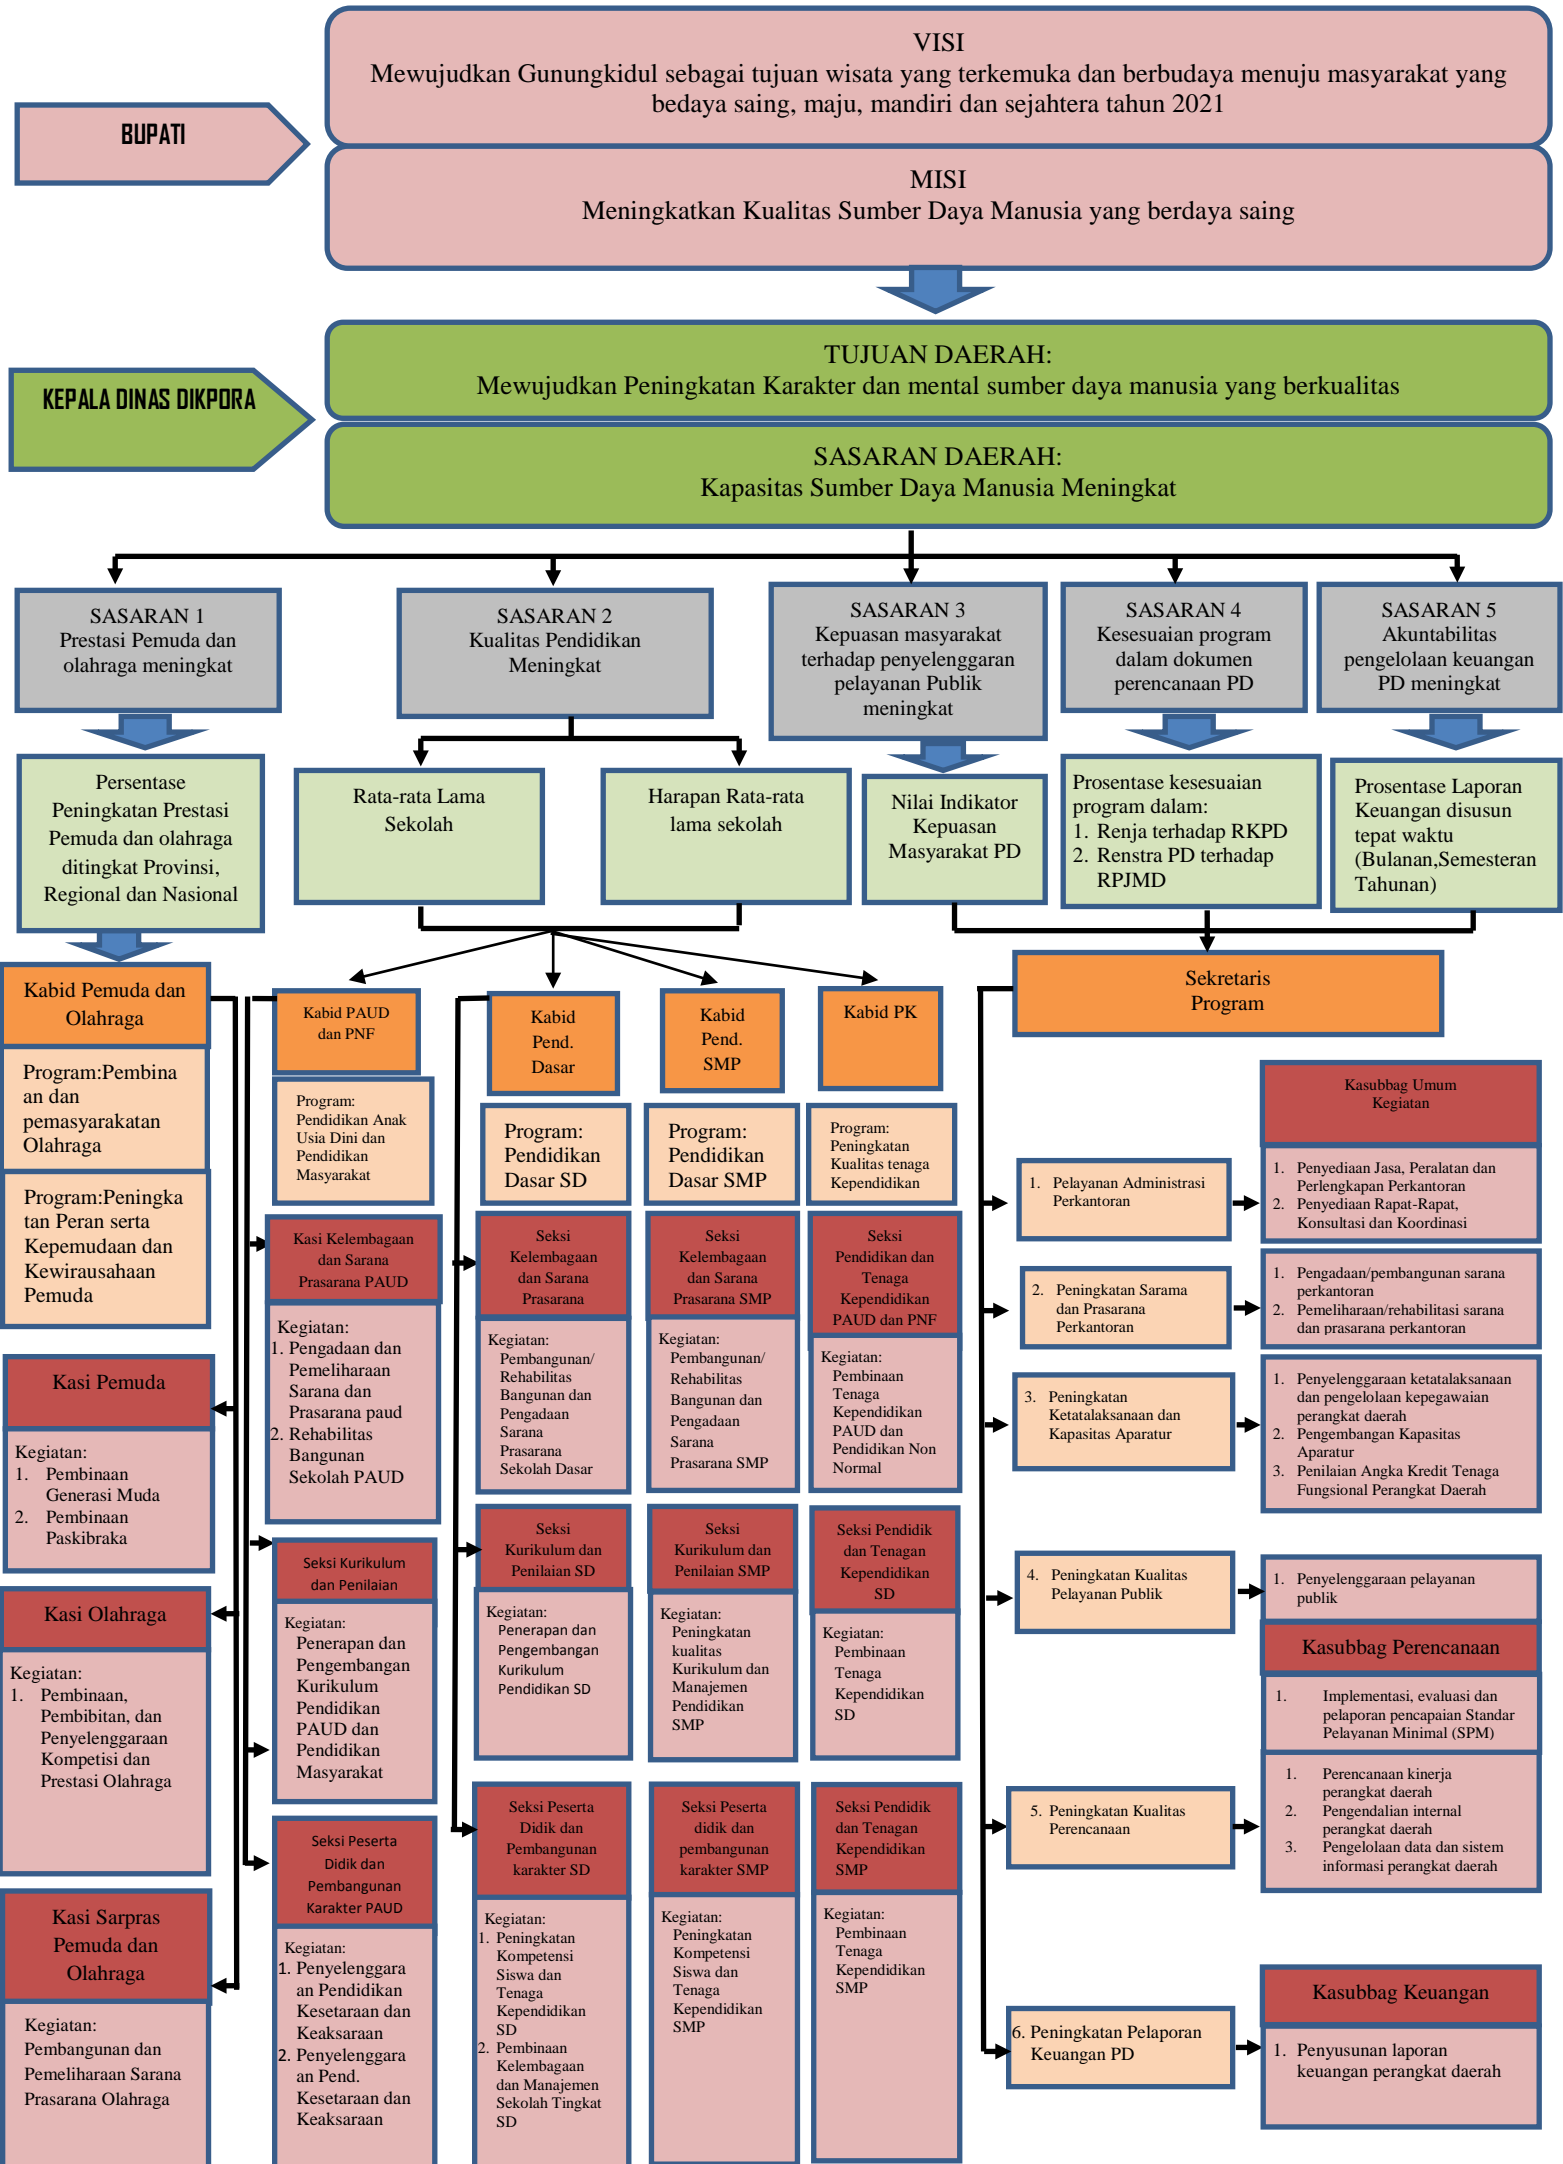 VISI
Mewujudkan Gunungkidul sebagai tujuan wisata yang terkemuka dan berbudaya menuju masyarakat yang
bedaya saing, maju, mandiri dan sejahtera tahun 2021
BUPATI
MISI
Meningkatkan Kualitas Sumber Daya Manusia yang berdaya saing
TUJUAN DAERAH:
Mewujudkan Peningkatan Karakter dan mental sumber daya manusia yang berkualitas
KEPALA DINAS DIKPORA
SASARAN DAERAH:
Kapasitas Sumber Daya Manusia Meningkat
SASARAN 1
Prestasi Pemuda dan
olahraga meningkat
SASARAN 2
Kualitas Pendidikan
Meningkat
SASARAN 3
Kepuasan masyarakat
terhadap penyelenggaran
pelayanan Publik
meningkat
SASARAN 4
Kesesuaian program
dalam dokumen
perencanaan PD
SASARAN 5
Akuntabilitas
pengelolaan keuangan
PD meningkat
Persentase
Peningkatan Prestasi
Pemuda dan olahraga
ditingkat Provinsi,
Regional dan Nasional
Rata-rata Lama
Sekolah
Harapan Rata-rata
lama sekolah
Nilai Indikator
Kepuasan
Masyarakat PD
Prosentase kesesuaian
program dalam:
1. Renja terhadap RKPD
2. Renstra PD terhadap
RPJMD
Prosentase Laporan
Keuangan disusun
tepat waktu
(Bulanan,Semesteran
Tahunan)
Kabid Pemuda dan
Olahraga
Program:Pembina
an dan
pemasyarakatan
Olahraga
Program:Peningka
tan Peran serta
Kepemudaan dan
Kewirausahaan
Pemuda
Kasi Pemuda
Kegiatan:
1. Pembinaan
Generasi Muda
2. Pembinaan
Paskibraka
Kasi Olahraga
Kegiatan:
1. Pembinaan,
Pembibitan, dan
Penyelenggaraan
Kompetisi dan
Prestasi Olahraga
Kasi Sarpras
Pemuda dan
Olahraga
Kegiatan:
Pembangunan dan
Pemeliharaan Sarana
Prasarana Olahraga
Kabid PAUD
dan PNF
Program:
Pendidikan Anak
Usia Dini dan
Pendidikan
Masyarakat
Kasi Kelembagaan
dan Sarana
Prasarana PAUD
Kegiatan:
1. Pengadaan dan
Pemeliharaan
Sarana dan
Prasarana paud
2. Rehabilitas
Bangunan
Sekolah PAUD
Seksi Kurikulum
dan Penilaian
Kegiatan:
Penerapan dan
Pengembangan
Kurikulum
Pendidikan
PAUD dan
Pendidikan
Masyarakat
Seksi Peserta
Didik dan
Pembangunan
Karakter PAUD
Kegiatan:
1. Penyelenggara
an Pendidikan
Kesetaraan dan
Keaksaraan
2. Penyelenggara
an Pend.
Kesetaraan dan
Keaksaraan
Kabid
Pend.
Dasar
Program:
Pendidikan
Dasar SD
Seksi
Kelembagaan
dan Sarana
Prasarana
Kegiatan:
Pembangunan/
Rehabilitas
Bangunan dan
Pengadaan
Sarana
Prasarana
Sekolah Dasar
Seksi
Kurikulum dan
Penilaian SD
Kegiatan:
Penerapan dan
Pengembangan
Kurikulum
Pendidikan SD
Seksi Peserta
Didik dan
Pembangunan
karakter SD
Kegiatan:
1. Peningkatan
Kompetensi
Siswa dan
Tenaga
Kependidikan
SD
2. Pembinaan
Kelembagaan
dan Manajemen
Sekolah Tingkat
SD
Kabid
Pend.
SMP
Program:
Pendidikan
Dasar SMP
Seksi
Kelembagaan
dan Sarana
Prasarana SMP
Kegiatan:
Pembangunan/
Rehabilitas
Bangunan dan
Pengadaan
Sarana
Prasarana SMP
Seksi
Kurikulum dan
Penilaian SMP
Kegiatan:
Peningkatan
kualitas
Kurikulum dan
Manajemen
Pendidikan
SMP
Seksi Peserta
didik dan
pembangunan
karakter SMP
Kegiatan:
Peningkatan
Kompetensi
Siswa dan
Tenaga
Kependidikan
SMP
Kabid PK
Program:
Peningkatan
Kualitas tenaga
Kependidikan
Seksi
Pendidikan dan
Tenaga
Kependidikan
PAUD dan PNF
Kegiatan:
Pembinaan
Tenaga
Kependidikan
PAUD dan
Pendidikan Non
Normal
Seksi Pendidik
dan Tenagan
Kependidikan
SD
Kegiatan:
Pembinaan
Tenaga
Kependidikan
SD
Seksi Pendidik
dan Tenagan
Kependidikan
SMP
Kegiatan:
Pembinaan
Tenaga
Kependidikan
SMP
Sekretaris
Program
1. Pelayanan Administrasi
Perkantoran
2. Peningkatan Sarama
dan Prasarana
Perkantoran
3. Peningkatan
Ketatalaksanaan dan
Kapasitas Aparatur
4. Peningkatan Kualitas
Pelayanan Publik
5. Peningkatan Kualitas
Perencanaan
6. Peningkatan Pelaporan
Keuangan PD
Kasubbag Umum
Kegiatan
1. Penyediaan Jasa, Peralatan dan
Perlengkapan Perkantoran
2. Penyediaan Rapat-Rapat,
Konsultasi dan Koordinasi
1. Pengadaan/pembangunan sarana
perkantoran
2. Pemeliharaan/rehabilitasi sarana
dan prasarana perkantoran
1. Penyelenggaraan ketatalaksanaan
dan pengelolaan kepegawaian
perangkat daerah
2. Pengembangan Kapasitas
Aparatur
3. Penilaian Angka Kredit Tenaga
Fungsional Perangkat Daerah
1. Penyelenggaraan pelayanan
publik
Kasubbag Perencanaan
1. Implementasi, evaluasi dan
pelaporan pencapaian Standar
Pelayanan Minimal (SPM)
1. Perencanaan kinerja
perangkat daerah
2. Pengendalian internal
perangkat daerah
3. Pengelolaan data dan sistem
informasi perangkat daerah
Kasubbag Keuangan
1. Penyusunan laporan
keuangan perangkat daerah